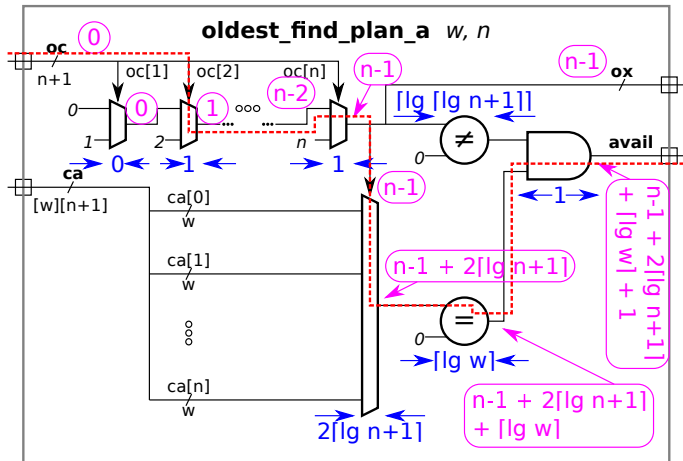 oldest_find_plan_a w, n
0
oc
n+1
oc[1]
oc[2]
oc[n]
n-1
n-1
ox
0
0
1
n-2
1
2
n
0
1
1
⌈lg ⌈lg n+1⌉⌉
≠
0
avail
1
ca
[w][n+1]
ca[0]
w
n-1
ca[1]
w
n-1 + 2⌈lg n+1⌉
n-1 + 2⌈lg n+1⌉
+ ⌈lg w⌉ + 1
=
0
⌈lg w⌉
ca[n]
w
2⌈lg n+1⌉
n-1 + 2⌈lg n+1⌉
+ ⌈lg w⌉